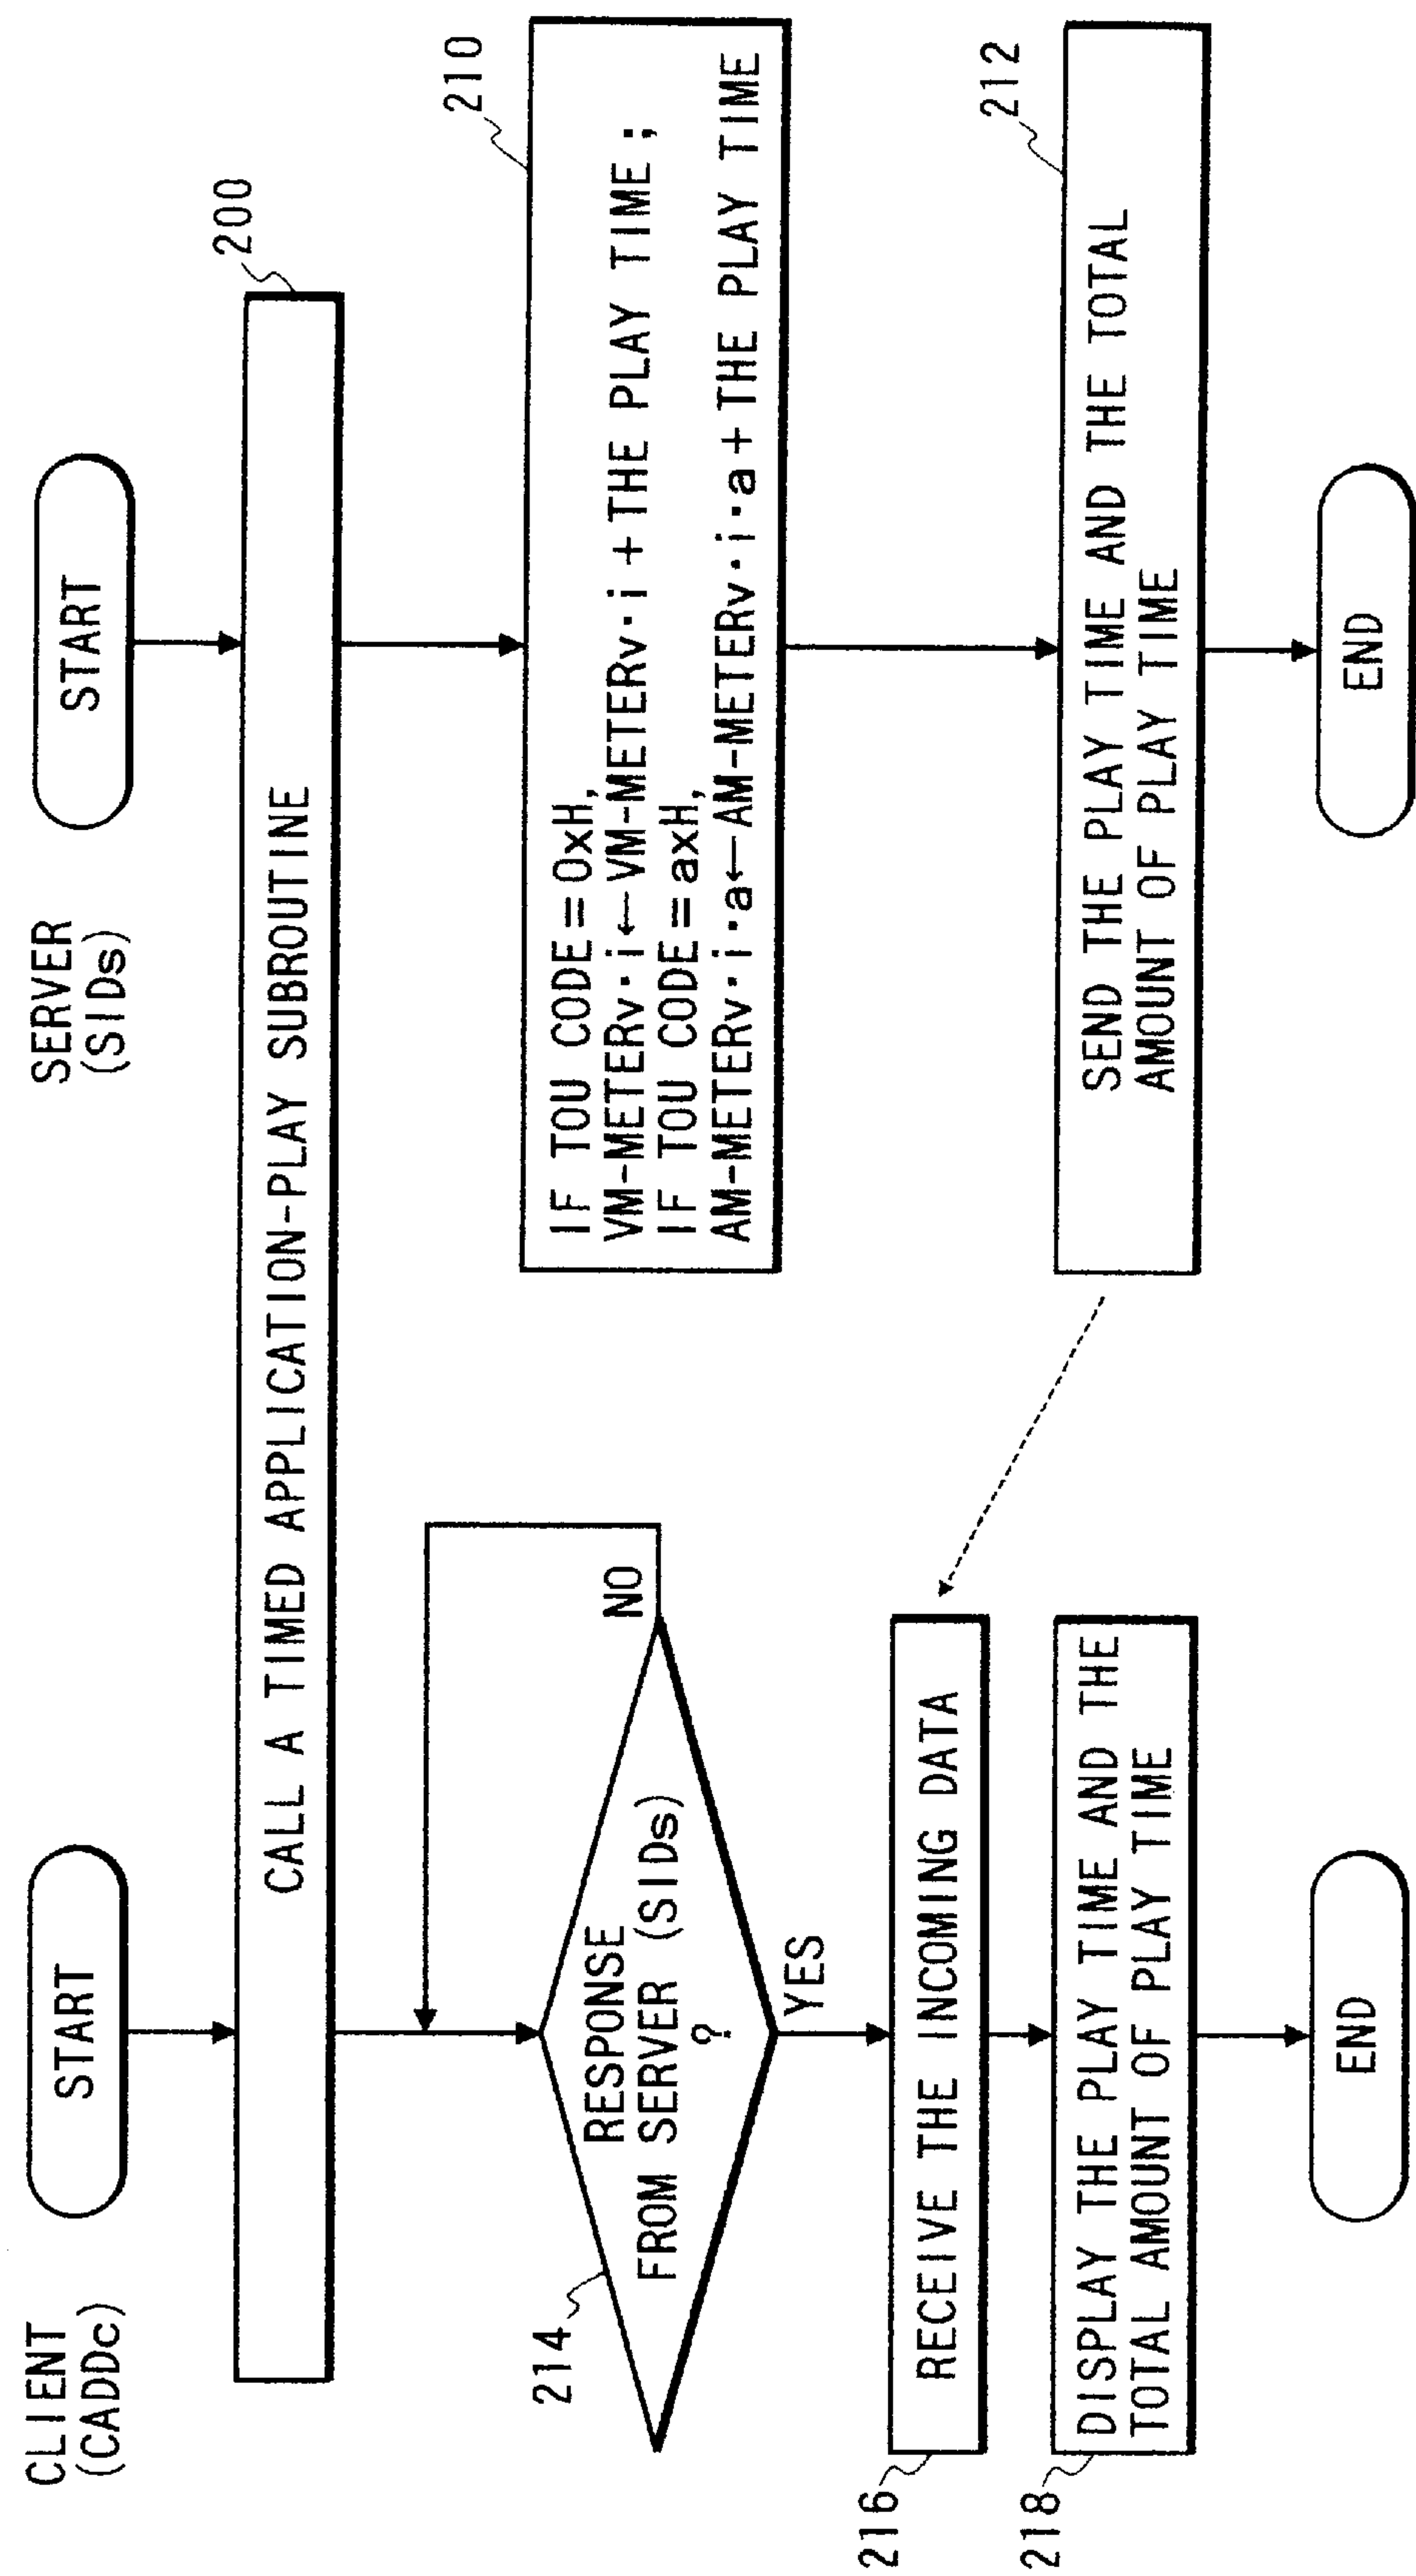 CLIENT
(CADDc)
START
SERVER
(SIDs)
START
200
CALL A TIMED APPLICATION-PLAY SUBROUTINE
214
RESPONSE
FROM SERVER (SIDs)
?
NO
YES
210
IF TOU CODE=0xH,
VM-METERv·i←VM-METERv·i+THE PLAY TIME;
IF TOU CODE=axH,
AM-METERv·i·a←AM-METERv·i·a+THE PLAY TIME
216
RECEIVE THE INCOMING DATA
212
SEND THE PLAY TIME AND THE TOTAL
AMOUNT OF PLAY TIME
218
DISPLAY THE PLAY TIME AND THE
TOTAL AMOUNT OF PLAY TIME
END
END